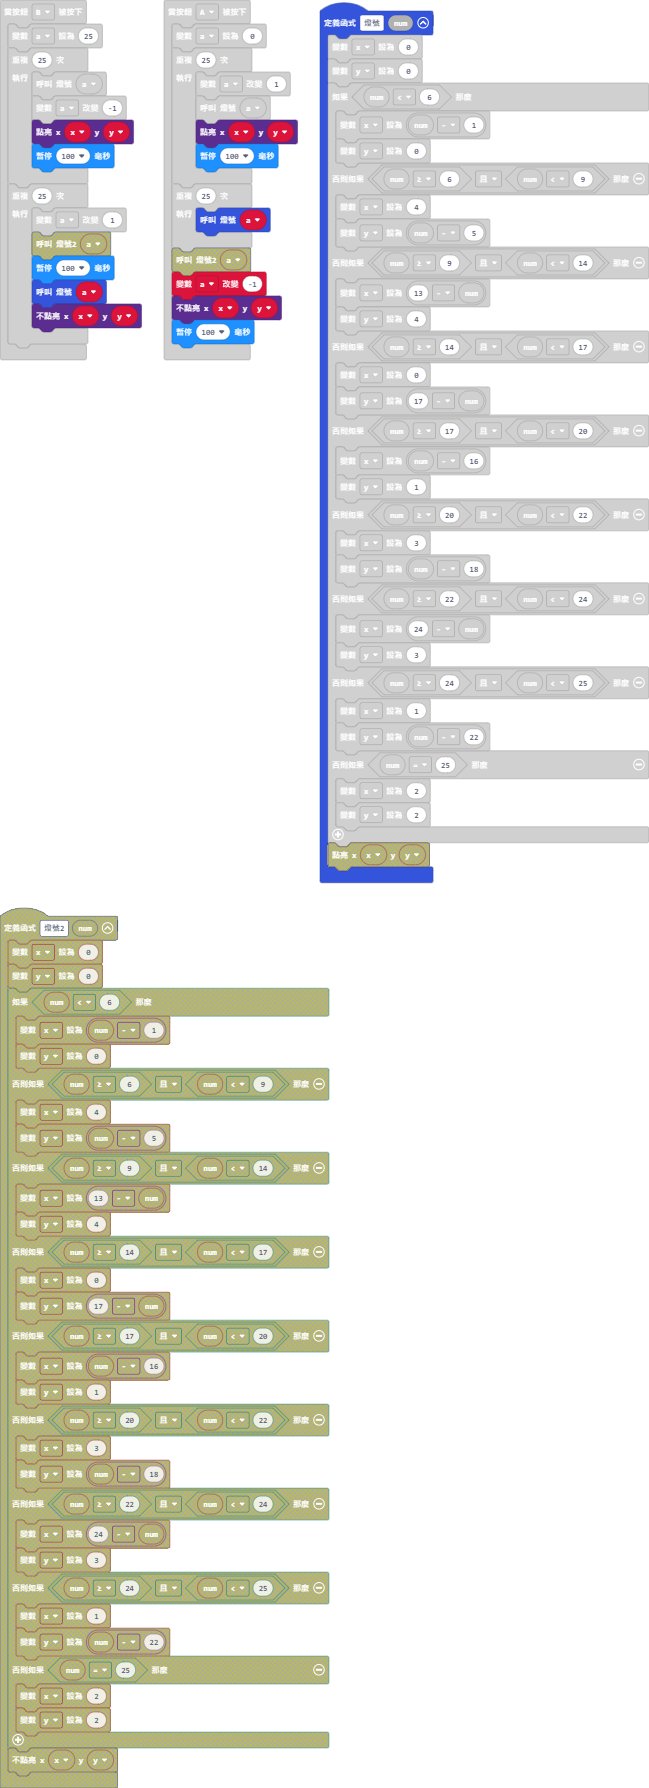 當按鈕 B 被按下
變數 a 設為 25
重複 25 次
執行
呼叫 燈號 a
變數 a 改變 -1
點亮 x x y y
暫停 100 毫秒
重複 25 次
執行
變數 a 改變 1
呼叫 燈號2 a
暫停 100 毫秒
呼叫 燈號 a
不點亮 x x y y
當按鈕 A 被按下
變數 a 設為 0
重複 25 次
執行
變數 a 改變 1
呼叫 燈號 a
點亮 x x y y
暫停 100 毫秒
重複 25 次
執行
呼叫 燈號 a
呼叫 燈號2 a
變數 a 改變 -1
不點亮 x x y y
暫停 100 毫秒
定義函式 燈號 num
變數 x 設為 0
變數 y 設為 0
如果 num < 6 那麼
變數 x 設為 num - 1
變數 y 設為 0
否則如果 num ≥ 6 且 num < 9 那麼
變數 x 設為 4
變數 y 設為 num - 5
否則如果 num ≥ 9 且 num < 14 那麼
變數 x 設為 13 - num
變數 y 設為 4
否則如果 num ≥ 14 且 num < 17 那麼
變數 x 設為 0
變數 y 設為 17 - num
否則如果 num ≥ 17 且 num < 20 那麼
變數 x 設為 num - 16
變數 y 設為 1
否則如果 num ≥ 20 且 num < 22 那麼
變數 x 設為 3
變數 y 設為 num - 18
否則如果 num ≥ 22 且 num < 24 那麼
變數 x 設為 24 - num
變數 y 設為 3
否則如果 num ≥ 24 且 num < 25 那麼
變數 x 設為 1
變數 y 設為 num - 22
否則如果 num = 25 那麼
變數 x 設為 2
變數 y 設為 2
點亮 x x y y
定義函式 燈號2 num
變數 x 設為 0
變數 y 設為 0
如果 num < 6 那麼
變數 x 設為 num - 1
變數 y 設為 0
否則如果 num ≥ 6 且 num < 9 那麼
變數 x 設為 4
變數 y 設為 num - 5
否則如果 num ≥ 9 且 num < 14 那麼
變數 x 設為 13 - num
變數 y 設為 4
否則如果 num ≥ 14 且 num < 17 那麼
變數 x 設為 0
變數 y 設為 17 - num
否則如果 num ≥ 17 且 num < 20 那麼
變數 x 設為 num - 16
變數 y 設為 1
否則如果 num ≥ 20 且 num < 22 那麼
變數 x 設為 3
變數 y 設為 num - 18
否則如果 num ≥ 22 且 num < 24 那麼
變數 x 設為 24 - num
變數 y 設為 3
否則如果 num ≥ 24 且 num < 25 那麼
變數 x 設為 1
變數 y 設為 num - 22
否則如果 num = 25 那麼
變數 x 設為 2
變數 y 設為 2
不點亮 x x y y